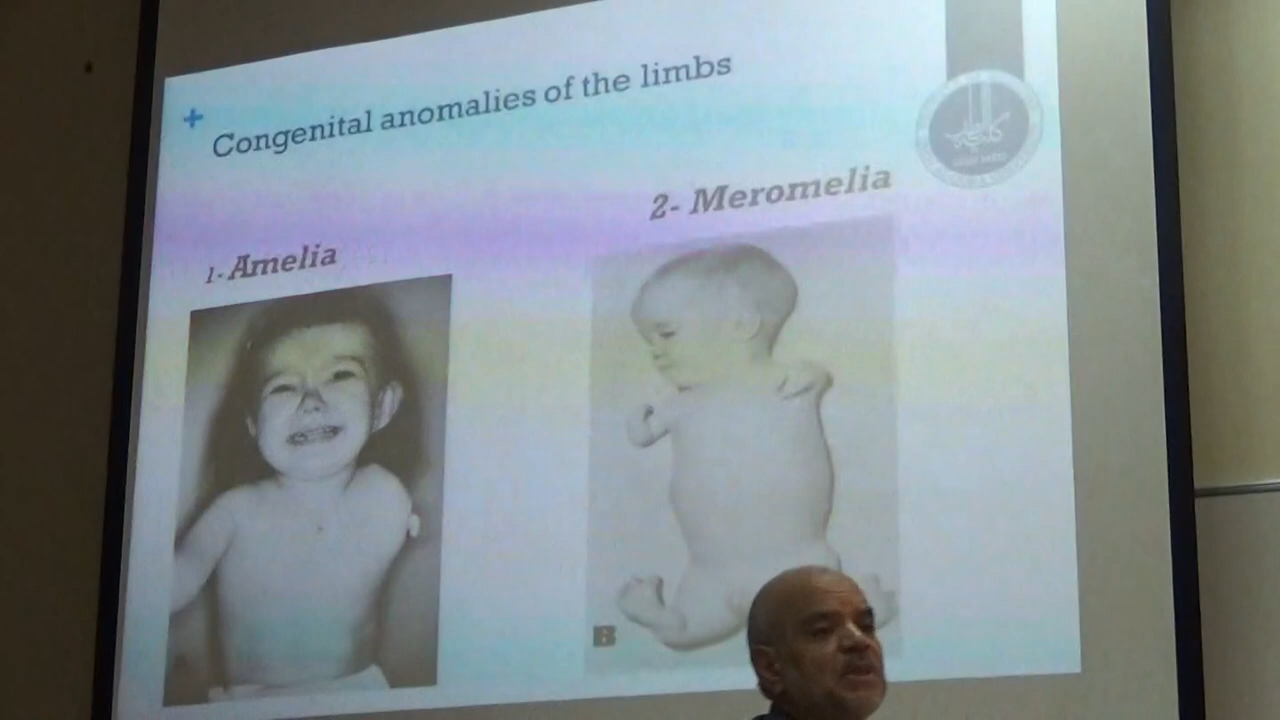 + Congenital anomalies of the limbs
1- Amelia
2- Meromelia
B